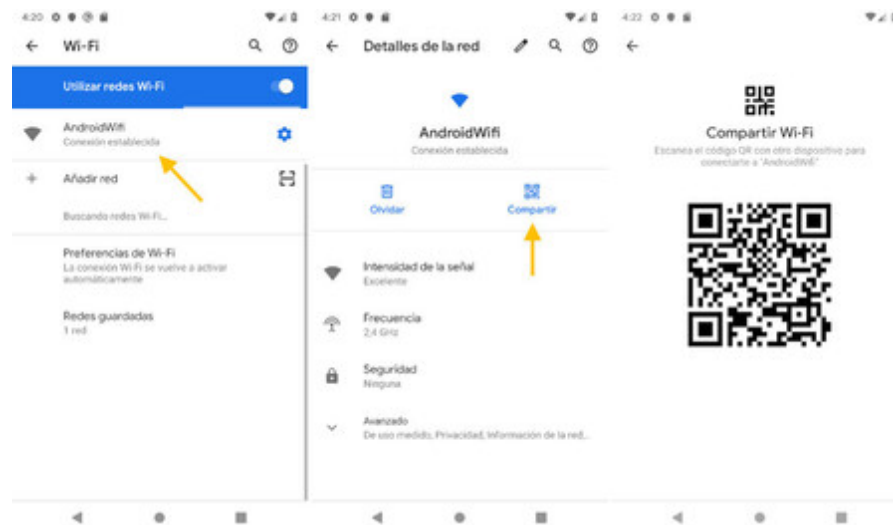 4:20
Wi-Fi
Utilizar redes Wi-Fi
AndroidWifi
Conexión establecida
Añadir red
Buscando redes Wi-Fi...
Preferencias de Wi-Fi
La conexión Wi-Fi se vuelve a activar
automáticamente
Redes guardadas
1 red
4:21
Detalles de la red
AndroidWifi
Conexión establecida
Olvidar
Compartir
Intensidad de la señal
Excelente
Frecuencia
2,4 GHz
Seguridad
Ninguna
Avanzado
De uso medido, Privacidad, Información de la red...
4:22
Compartir Wi-Fi
Escanea el código QR con otro dispositivo para
conectarte a "AndroidWifi"